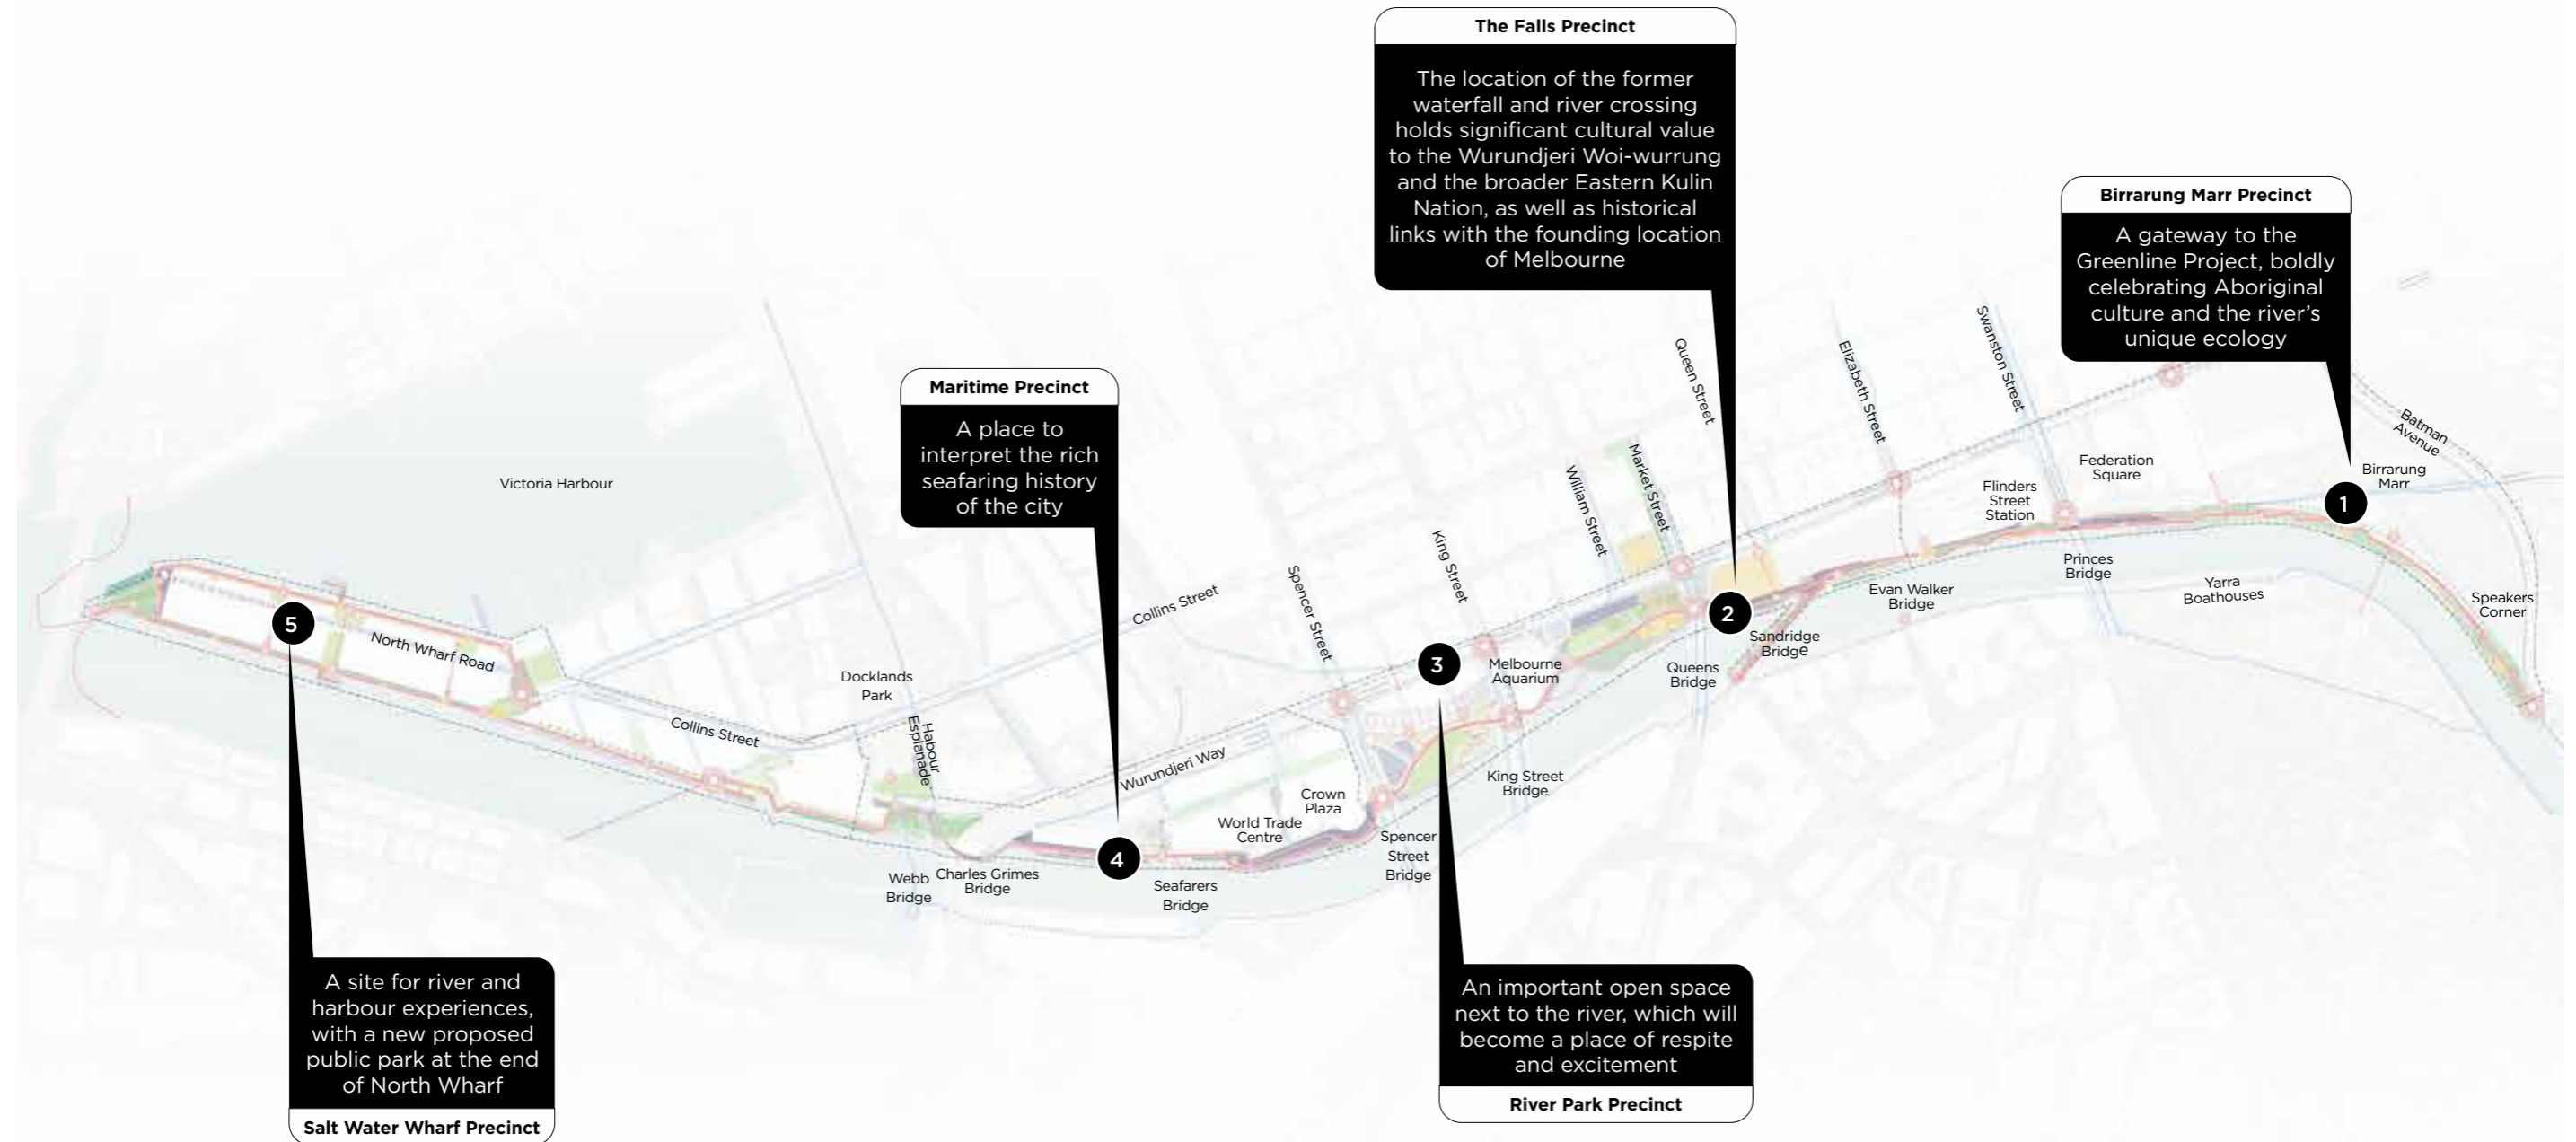 The Falls Precinct
The location of the former
waterfall and river crossing
holds significant cultural value
to the Wurundjeri Woi-wurrung
and the broader Eastern Kulin
Nation, as well as historical
links with the founding location
of Melbourne
Birrarung Marr Precinct
A gateway to the
Greenline Project, boldly
celebrating Aboriginal
culture and the river's
unique ecology
Maritime Precinct
A place to
interpret the rich
seafaring history
of the city
Victoria Harbour
Queen Street
Elizabeth Street
Swanston Street
Batman
Avenue
Birrarung
Marr
1
Federation
Square
Flinders
Street
Station
Market Street
William Street
King Street
Spencer Street
Collins Street
Princes
Bridge
Yarra
Boathouses
Speakers
Corner
Evan Walker
Bridge
2
Sandridge
Bridge
Queens
Bridge
3
Melbourne
Aquarium
King Street
Bridge
5
North Wharf Road
Docklands
Park
Collins Street
Habour
Esplanade
Wurundjeri Way
Crown
Plaza
World Trade
Centre
Spencer
Street
Bridge
4
Webb
Bridge
Charles Grimes
Bridge
Seafarers
Bridge
A site for river and
harbour experiences,
with a new proposed
public park at the end
of North Wharf
Salt Water Wharf Precinct
An important open space
next to the river, which will
become a place of respite
and excitement
River Park Precinct